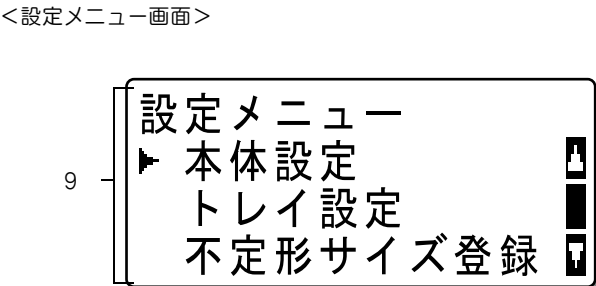 ＜設定メニュー画面＞
設定メニュー
本体設定
9
トレイ設定
不定形サイズ登録